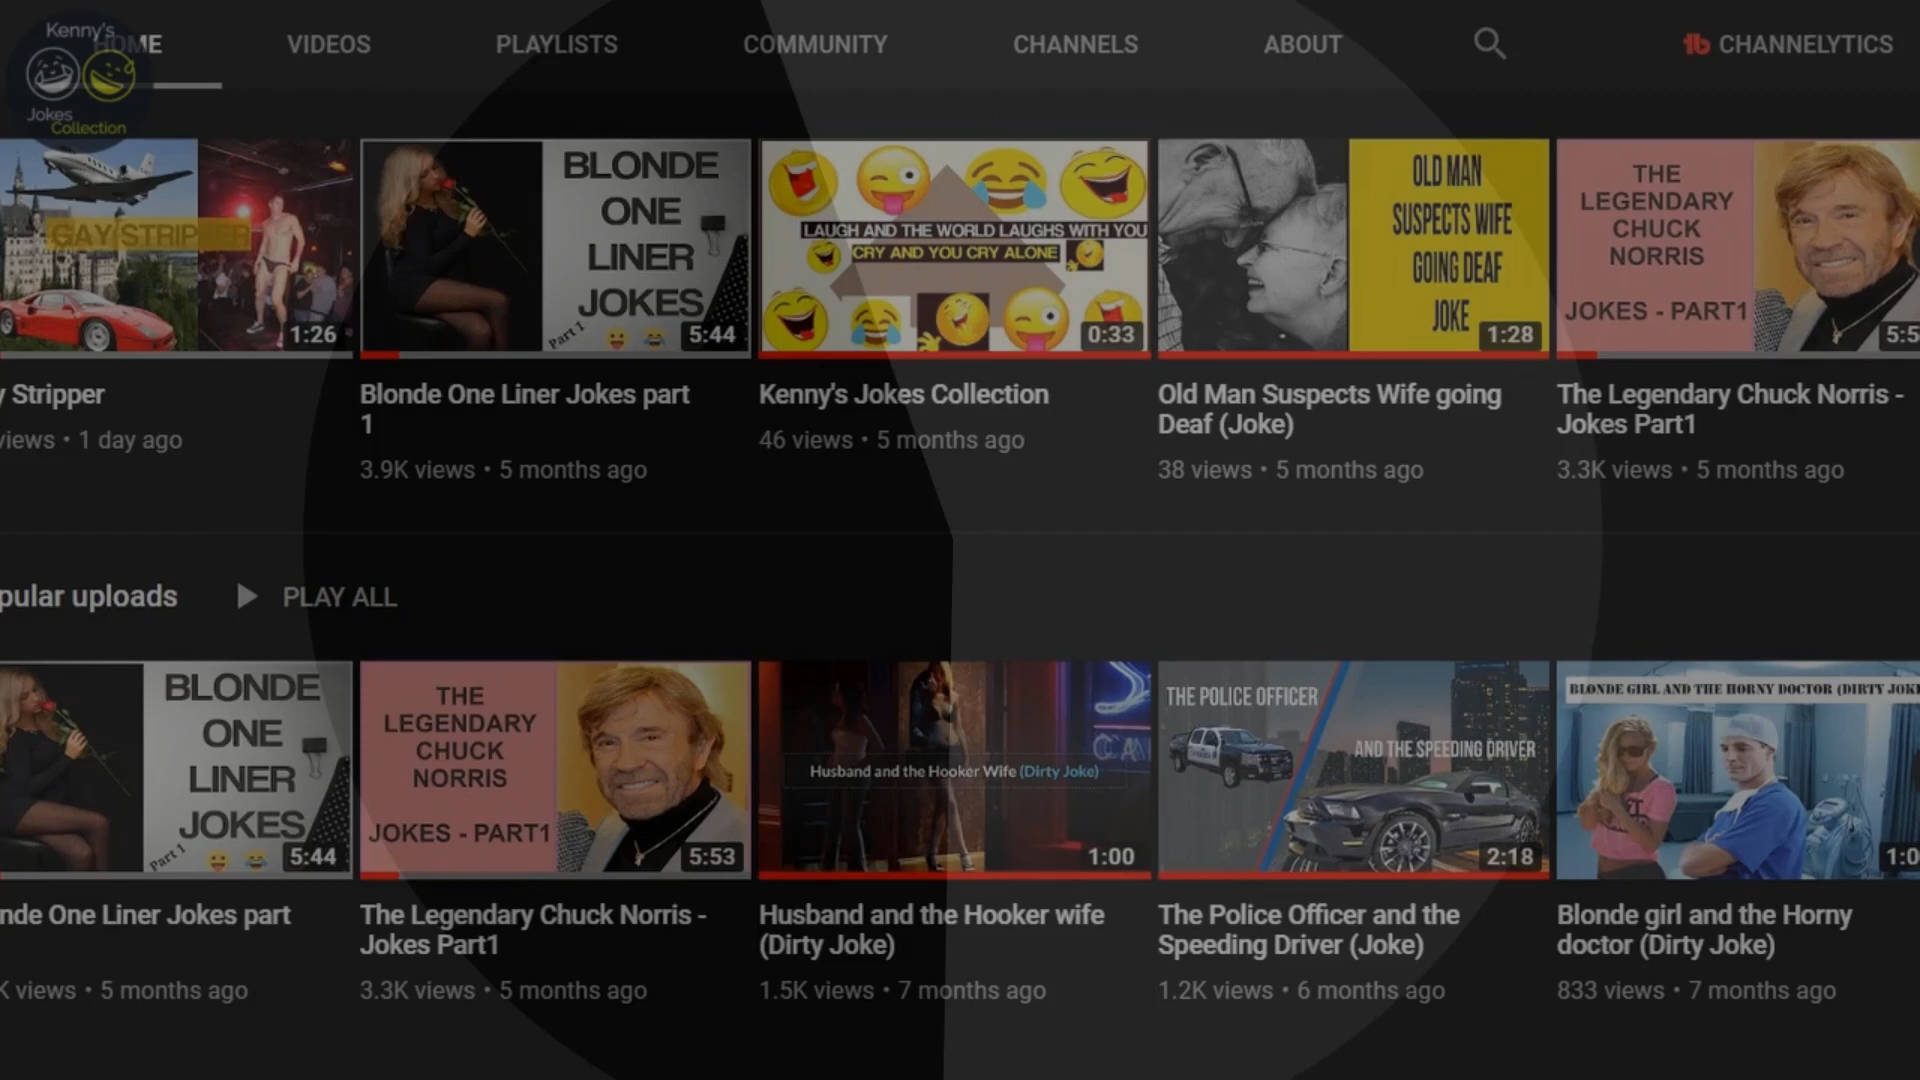 Kenny's
Jokes
Collection
HOME
VIDEOS
PLAYLISTS
COMMUNITY
CHANNELS
ABOUT
CHANNELYTICS
GAY STRIPPER
1:26
BLONDE
ONE
LINER
JOKES
Part 1
5:44
LAUGH AND THE WORLD LAUGHS WITH YOU
CRY AND YOU CRY ALONE
0:33
OLD MAN
SUSPECTS WIFE
GOING DEAF
JOKE
1:28
THE
LEGENDARY
CHUCK
NORRIS
JOKES - PART1
5:5
y Stripper
views • 1 day ago
Blonde One Liner Jokes part
1
3.9K views • 5 months ago
Kenny's Jokes Collection
46 views • 5 months ago
Old Man Suspects Wife going
Deaf (Joke)
38 views • 5 months ago
The Legendary Chuck Norris -
Jokes Part1
3.3K views • 5 months ago
pular uploads
PLAY ALL
BLONDE
ONE
LINER
JOKES
Part 1
5:44
THE
LEGENDARY
CHUCK
NORRIS
JOKES - PART1
5:53
Husband and the Hooker Wife (Dirty Joke)
1:00
THE POLICE OFFICER
AND THE SPEEDING DRIVER
2:18
BLONDE GIRL AND THE HORNY DOCTOR (DIRTY JOKE
1:0
nde One Liner Jokes part
K views • 5 months ago
The Legendary Chuck Norris -
Jokes Part1
3.3K views • 5 months ago
Husband and the Hooker wife
(Dirty Joke)
1.5K views • 7 months ago
The Police Officer and the
Speeding Driver (Joke)
1.2K views • 6 months ago
Blonde girl and the Horny
doctor (Dirty Joke)
833 views • 7 months ago